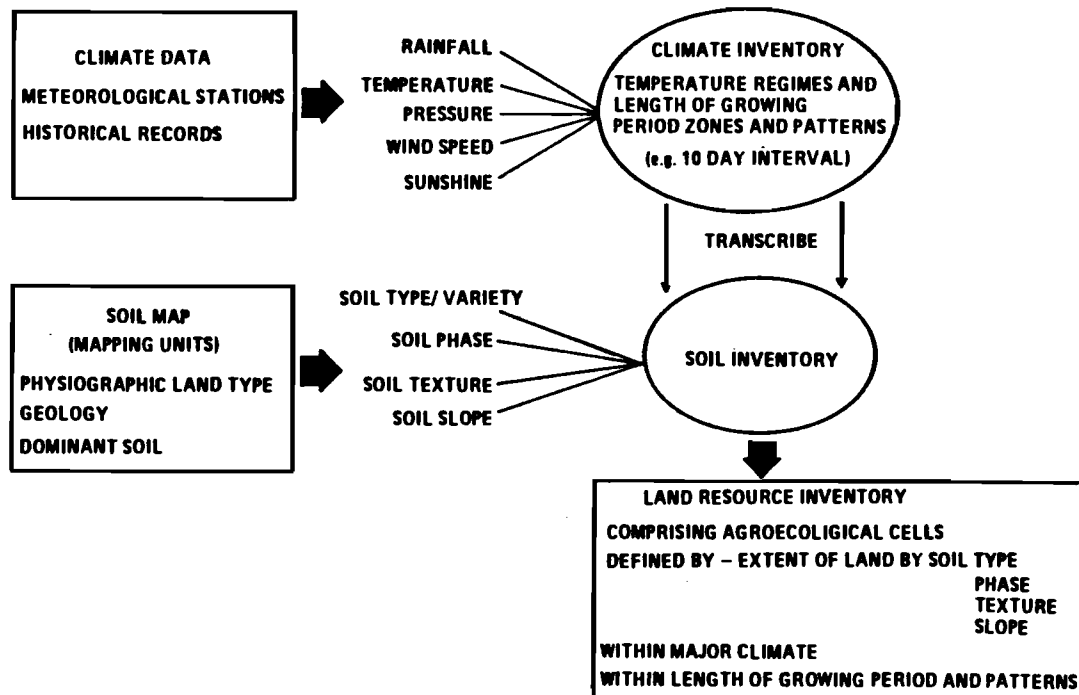 CLIMATE DATA
METEOROLOGICAL STATIONS
HISTORICAL RECORDS
RAINFALL
TEMPERATURE
PRESSURE
WIND SPEED
SUNSHINE
CLIMATE INVENTORY
TEMPERATURE REGIMES AND
LENGTH OF GROWING
PERIOD ZONES AND PATTERNS
(e.g. 10 DAY INTERVAL)
TRANSCRIBE
SOIL MAP
(MAPPING UNITS)
PHYSIOGRAPHIC LAND TYPE
GEOLOGY
DOMINANT SOIL
SOIL TYPE/ VARIETY
SOIL PHASE
SOIL TEXTURE
SOIL SLOPE
SOIL INVENTORY
LAND RESOURCE INVENTORY
COMPRISING AGROECOLIGICAL CELLS
DEFINED BY – EXTENT OF LAND BY SOIL TYPE
PHASE
TEXTURE
SLOPE
WITHIN MAJOR CLIMATE
WITHIN LENGTH OF GROWING PERIOD AND PATTERNS